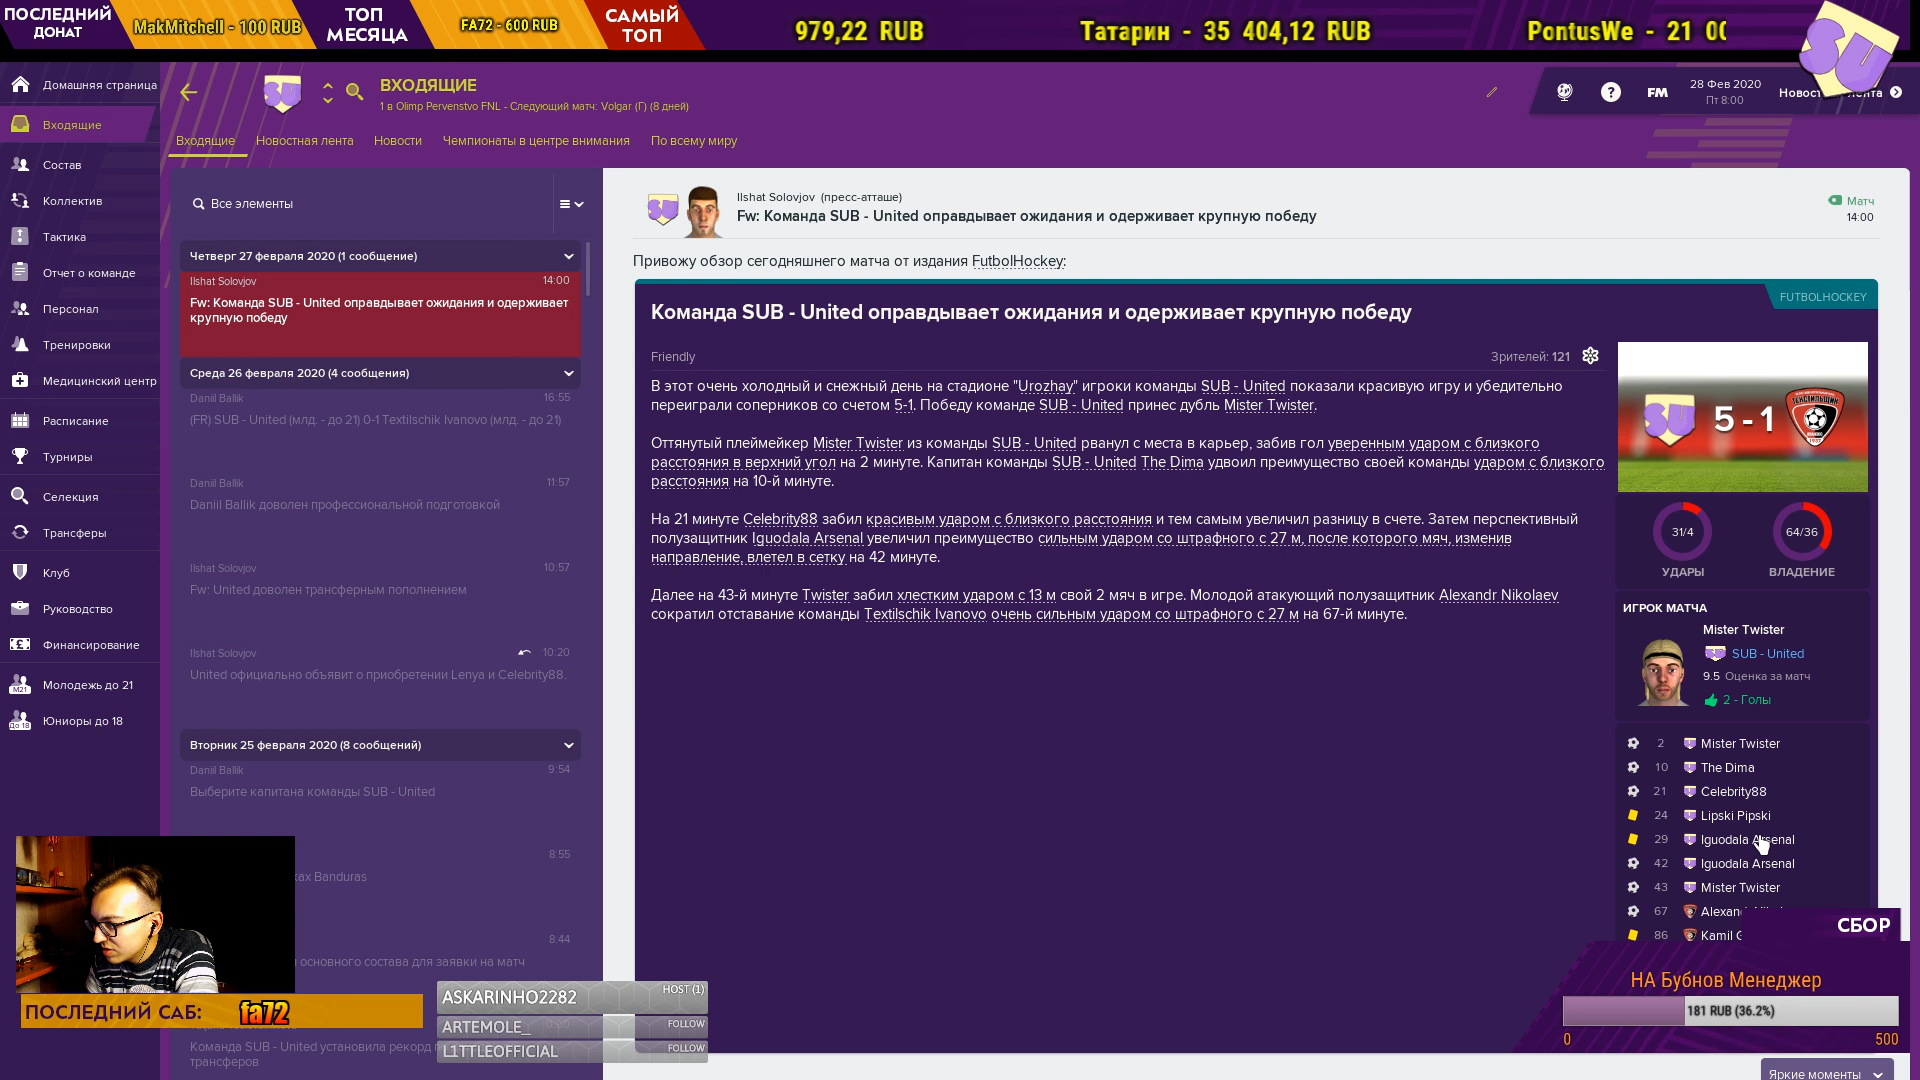 ПОСЛЕДНИЙ ДОНАТ
MakMitchell - 100 RUB
ТОП МЕСЯЦА
FA72 - 600 RUB
САМЫЙ ТОП
979,22 RUB
Татарин - 35 404,12 RUB
PontusWe - 21
SU
Домашняя страница
Входящие
Состав
Коллектив
Тактика
Отчет о команде
Персонал
Тренировки
Медицинский центр
Расписание
Турниры
Селекция
Трансферы
Клуб
Руководство
Финансирование
Молодежь до 21
Юниоры до 18
SU
ВХОДЯЩИЕ
1 в Olimp Pervenstvo FNL - Следующий матч: Volgar (Г) (8 дней)
FM
28 Фев 2020
Пт 8:00
Входящие
Новостная лента
Новости
Чемпионаты в центре внимания
По всему миру
Все элементы
Четверг 27 февраля 2020 (1 сообщение)
Ilshat Solovjov
14:00
Fw: Команда SUB - United оправдывает ожидания и одерживает
крупную победу
Среда 26 февраля 2020 (4 сообщения)
Daniil Ballik
16:55
(FR) SUB - United (млд. - до 21) 0-1 Textilschik Ivanovo (млд. - до 21)
Daniil Ballik
11:57
Daniil Ballik доволен профессиональной подготовкой
Ilshat Solovjov
10:57
Fw: United доволен трансферным пополнением
Ilshat Solovjov
10:20
United официально объявит о приобретении Lenya и Celebrity88.
Вторник 25 февраля 2020 (8 сообщений)
Daniil Ballik
9:54
Выберите капитана команды SUB - United
8:55
Banduras
8:44
основного состава для заявки на матч
Команда SUB - United установила рекорд
трансферов
Ilshat Solovjov (пресс-атташе)
Fw: Команда SUB - United оправдывает ожидания и одерживает крупную победу
Матч
14:00
Привожу обзор сегодняшнего матча от издания FutbolHockey:
FUTBOLHOCKEY
Команда SUB - United оправдывает ожидания и одерживает крупную победу
Friendly
Зрителей: 121
В этот очень холодный и снежный день на стадионе "Urozhay" игроки команды SUB - United показали красивую игру и убедительно
переиграли соперников со счетом 5-1. Победу команде SUB - United принес дубль Mister Twister.
Оттянутый плеймейкер Mister Twister из команды SUB - United рванул с места в карьер, забив гол уверенным ударом с близкого
расстояния в верхний угол на 2 минуте. Капитан команды SUB - United The Dima удвоил преимущество своей команды ударом с близкого
расстояния на 10-й минуте.
На 21 минуте Celebrity88 забил красивым ударом с близкого расстояния и тем самым увеличил разницу в счете. Затем перспективный
полузащитник Iguodala Arsenal увеличил преимущество сильным ударом со штрафного с 27 м, после которого мяч, изменив
направление, влетел в сетку на 42 минуте.
Далее на 43-й минуте Twister забил хлестким ударом с 13 м свой 2 мяч в игре. Молодой атакующий полузащитник Alexandr Nikolaev
сократил отставание команды Textilschik Ivanovo очень сильным ударом со штрафного с 27 м на 67-й минуте.
SU 5 - 1 ТЕКСТИЛЬЩИК
31/4
64/36
УДАРЫ
ВЛАДЕНИЕ
ИГРОК МАТЧА
Mister Twister
SUB - United
9.5 Оценка за матч
2 - Голы
2 Mister Twister
10 The Dima
21 Celebrity88
24 Lipski Pipski
29 Iguodala Arsenal
42 Iguodala Arsenal
43 Mister Twister
67
86 Kamil
СБОР
НА Бубнов Менеджер
181 RUB (36.2%)
0
500
Яркие моменты
ПОСЛЕДНИЙ САБ:
fa72
ASKARINHO2282
HOST (1)
ARTEMOLE_
FOLLOW
L1TTLEOFFICIAL
FOLLOW